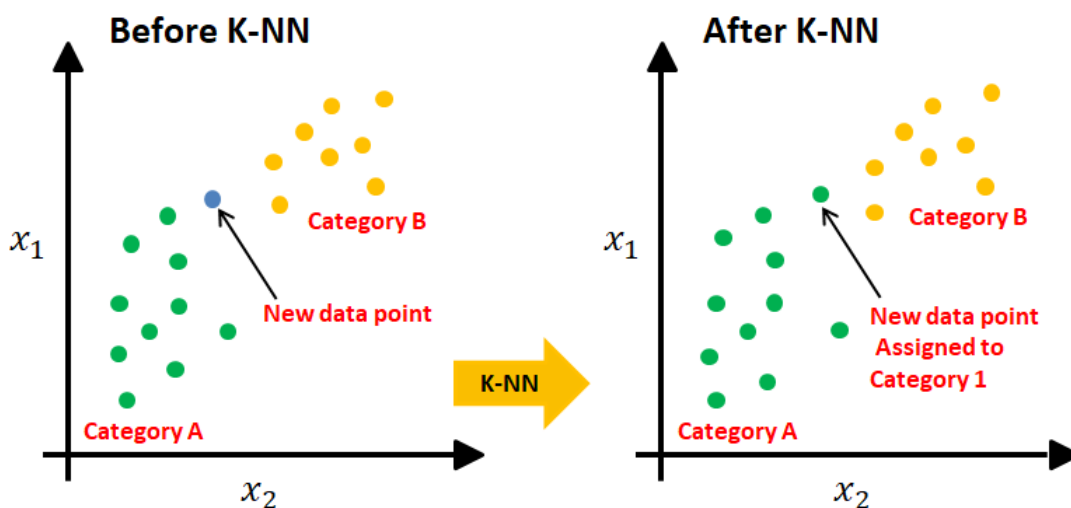 Before K-NN
x₁
Category B
New data point
Category A
x₂
K-NN
After K-NN
x₁
Category B
New data point
Assigned to
Category 1
Category A
x₂